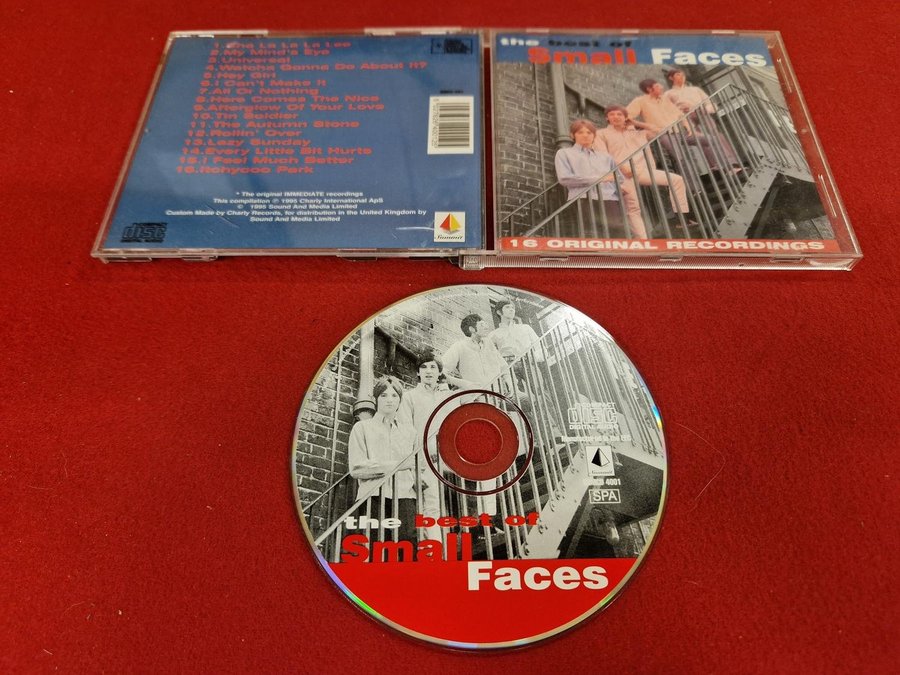 1.Sha La La La Lee
2.My Mind's Eye
3.Universal
4.Watcha Gonna Do About It?
5.Hey Girl
6.I Can't Make It
7.All Or Nothing
8.Here Comes The Nice
9.Afterglow Of Your Love
10.Tin Soldier
11.The Autumn Stone
12.Rollin' Over
13.Lazy Sunday
14.Every Little Bit Hurts
15.I Feel Much Better
16.Itchycoo Park
* The original IMMEDIATE recordings
This compilation ℗ 1995 Charly International ApS
© 1995 Sound And Media Limited
Custom Made by Charly Records, for distribution in the United Kingdom by
Sound And Media Limited
disc
Summit
the best of
Small Faces
16 ORIGINAL RECORDINGS
COMPACT
disc
DIGITAL AUDIO
Summit
4001
SPA
the best of
Small
Faces